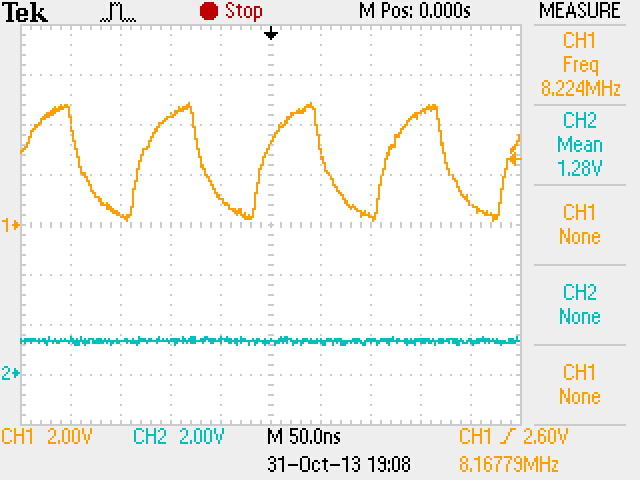 Tek Stop M Pos: 0.000s MEASURE
CH1
Freq
8.224MHz
CH2
Mean
1.28V
CH1
None
CH2
None
CH1
None
1
2
CH1 2.00V CH2 2.00V M 50.0ns CH1 2.60V
31-Oct-13 19:08 8.16779MHz